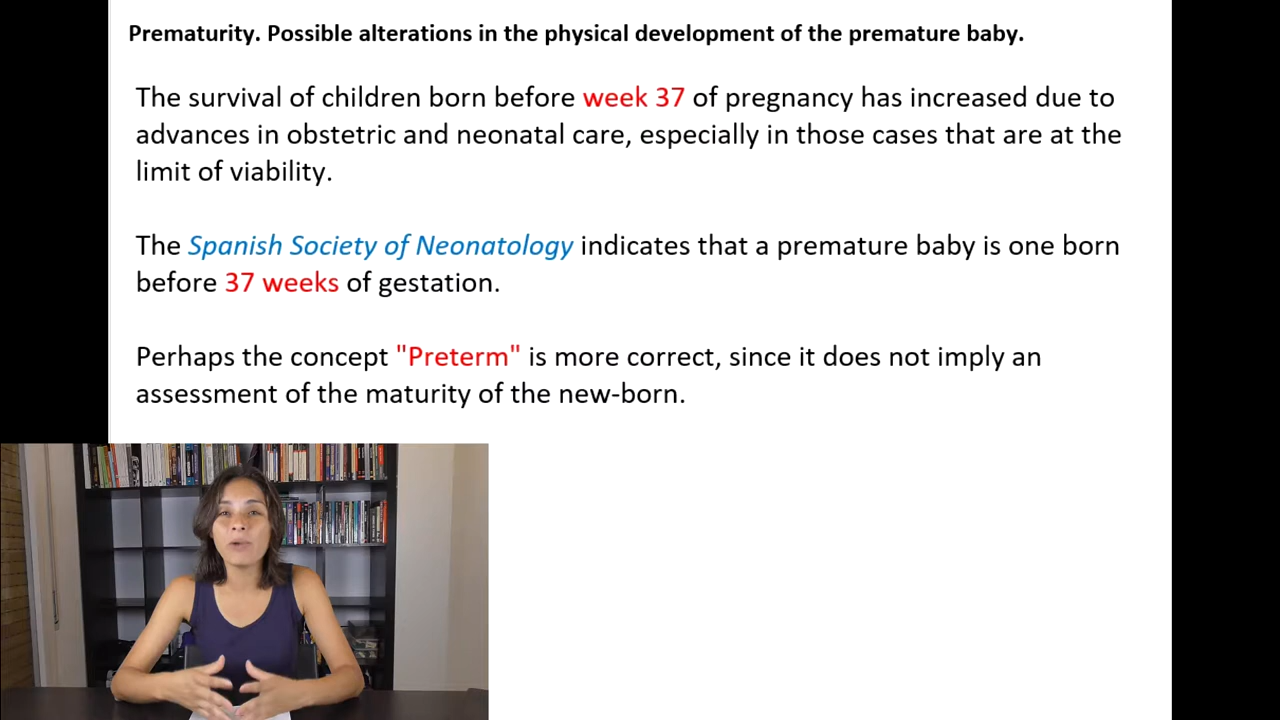 Prematurity. Possible alterations in the physical development of the premature baby.
The survival of children born before week 37 of pregnancy has increased due to
advances in obstetric and neonatal care, especially in those cases that are at the
limit of viability.
The Spanish Society of Neonatology indicates that a premature baby is one born
before 37 weeks of gestation.
Perhaps the concept "Preterm" is more correct, since it does not imply an
assessment of the maturity of the new-born.